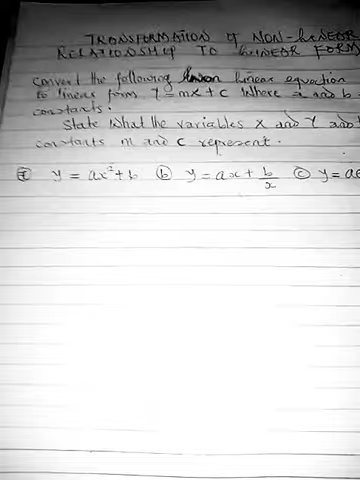 TRANSFORMATION of NON-LINEAR
RELATIONSHIP TO LINEAR FORM
Convert the following linear equation
to linear form Y = mx + c Where a and b
constants.
State What the variables X and Y and
constants m and c represent.
(a) y = ax² + b (b) y = ax + b/x (c) y = a